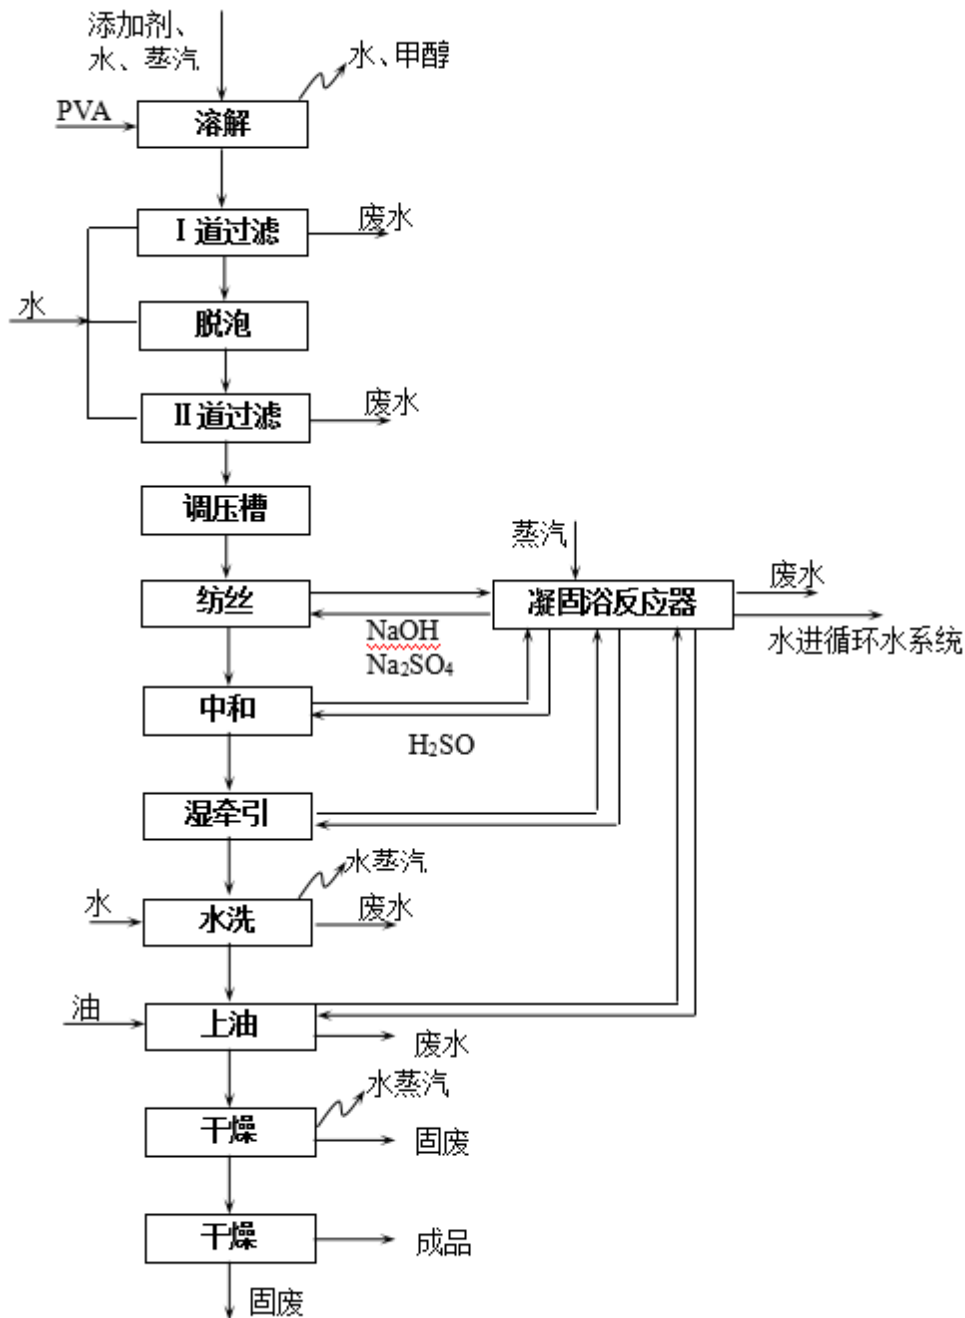 添加剂、
水、蒸汽
水、甲醇
PVA
溶解
Ⅰ道过滤
废水
水
脱泡
Ⅱ道过滤
废水
调压槽
蒸汽
纺丝
凝固浴反应器
废水
水进循环水系统
NaOH
Na₂SO₄
中和
H₂SO
湿牵引
水蒸汽
水
水洗
废水
油
上油
废水
水蒸汽
干燥
固废
干燥
成品
固废